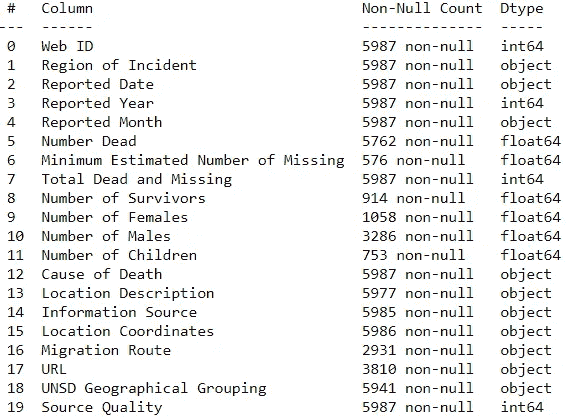 #   Column                               Non-Null Count  Dtype
---  ------                               --------------  -----
0   Web ID                               5987 non-null   int64
1   Region of Incident                   5987 non-null   object
2   Reported Date                        5987 non-null   object
3   Reported Year                        5987 non-null   int64
4   Reported Month                       5987 non-null   object
5   Number Dead                          5762 non-null   float64
6   Minimum Estimated Number of Missing  576 non-null    float64
7   Total Dead and Missing               5987 non-null   int64
8   Number of Survivors                  914 non-null    float64
9   Number of Females                    1058 non-null   float64
10  Number of Males                      3286 non-null   float64
11  Number of Children                   753 non-null    float64
12  Cause of Death                       5987 non-null   object
13  Location Description                 5977 non-null   object
14  Information Source                   5985 non-null   object
15  Location Coordinates                 5986 non-null   object
16  Migration Route                      2931 non-null   object
17  URL                                  3810 non-null   object
18  UNSD Geographical Grouping           5941 non-null   object
19  Source Quality                       5987 non-null   int64